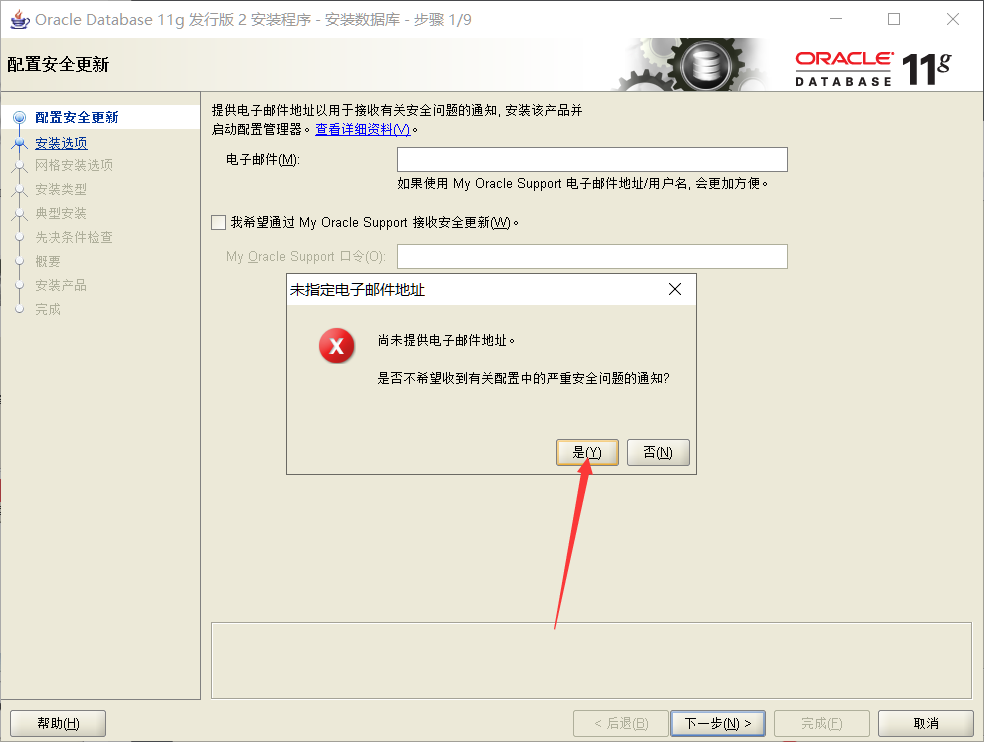 Oracle Database 11g 发行版 2 安装程序 - 安装数据库 - 步骤 1/9
配置安全更新
ORACLE
DATABASE
11g
配置安全更新
安装选项
网格安装选项
安装类型
典型安装
先决条件检查
概要
安装产品
完成
提供电子邮件地址以用于接收有关安全问题的通知, 安装该产品并
启动配置管理器。查看详细资料(V)。
电子邮件(M):
如果使用 My Oracle Support 电子邮件地址/用户名, 会更加方便。
我希望通过 My Oracle Support 接收安全更新(W)。
My Oracle Support 口令(O):
未指定电子邮件地址
X
尚未提供电子邮件地址。
是否不希望收到有关配置中的严重安全问题的通知?
是(Y)
否(N)
帮助(H)
< 后退(B)
下一步(N) >
完成(F)
取消